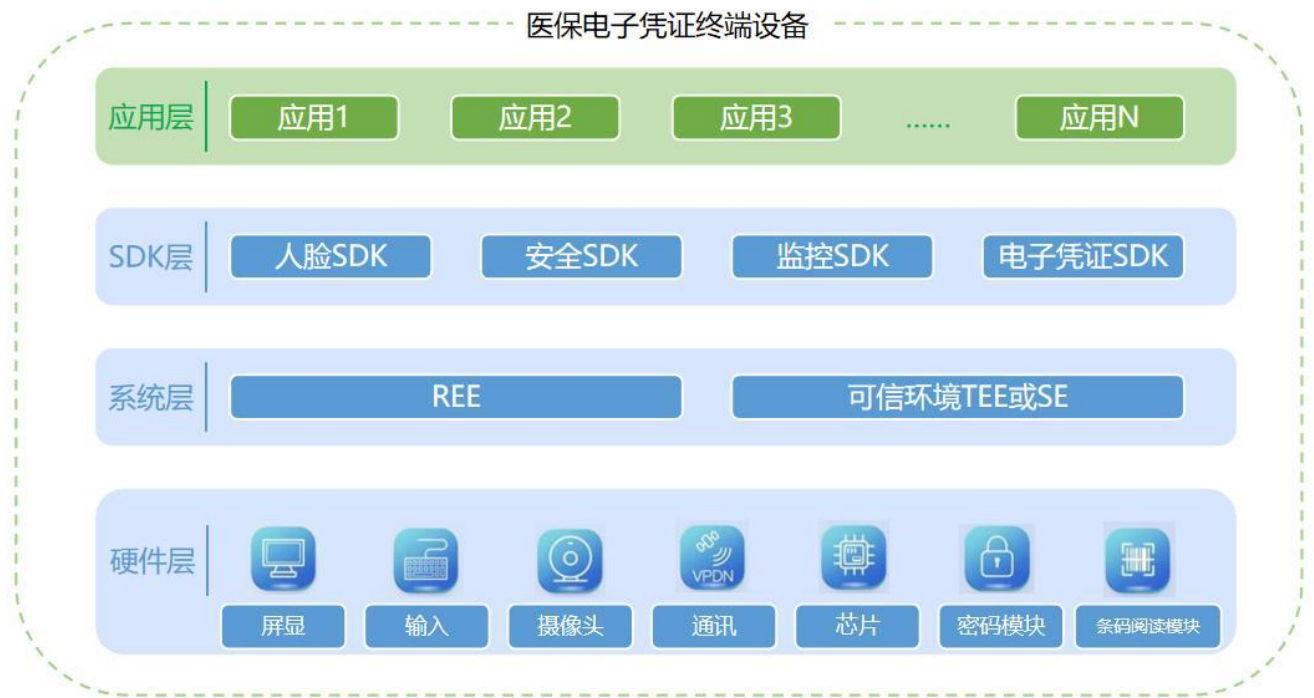 医保电子凭证终端设备
应用层 应用1 应用2 应用3 ...... 应用N
SDK层 人脸SDK 安全SDK 监控SDK 电子凭证SDK
系统层 REE 可信环境TEE或SE
VPDN
硬件层
屏显 输入 摄像头 通讯 芯片 密码模块 条码阅读模块